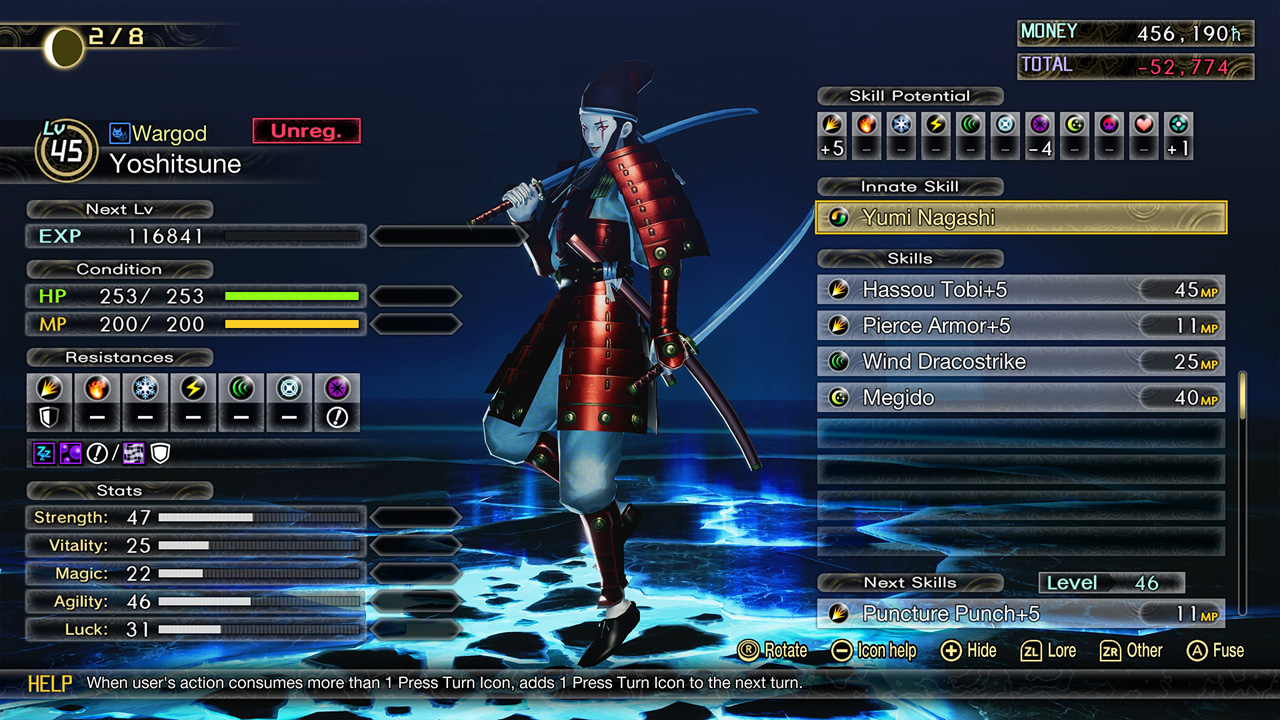 2/8
MONEY 456,190
TOTAL -52,774
Lv 45
Wargod
Unreg.
Yoshitsune
Next Lv
EXP 116841
Condition
HP 253/ 253
MP 200/ 200
Resistances
- - - - -
zz / 
Stats
Strength: 47
Vitality: 25
Magic: 22
Agility: 46
Luck: 31
Skill Potential
+5 - - - - - -4 - - - +1
Innate Skill
Yumi Nagashi
Skills
Hassou Tobi+5 45MP
Pierce Armor+5 11MP
Wind Dracostrike 25MP
Megido 40MP
Next Skills Level 46
Puncture Punch+5 11MP
R Rotate - Icon help + Hide ZL Lore ZR Other A Fuse
HELP When user's action consumes more than 1 Press Turn Icon, adds 1 Press Turn Icon to the next turn.